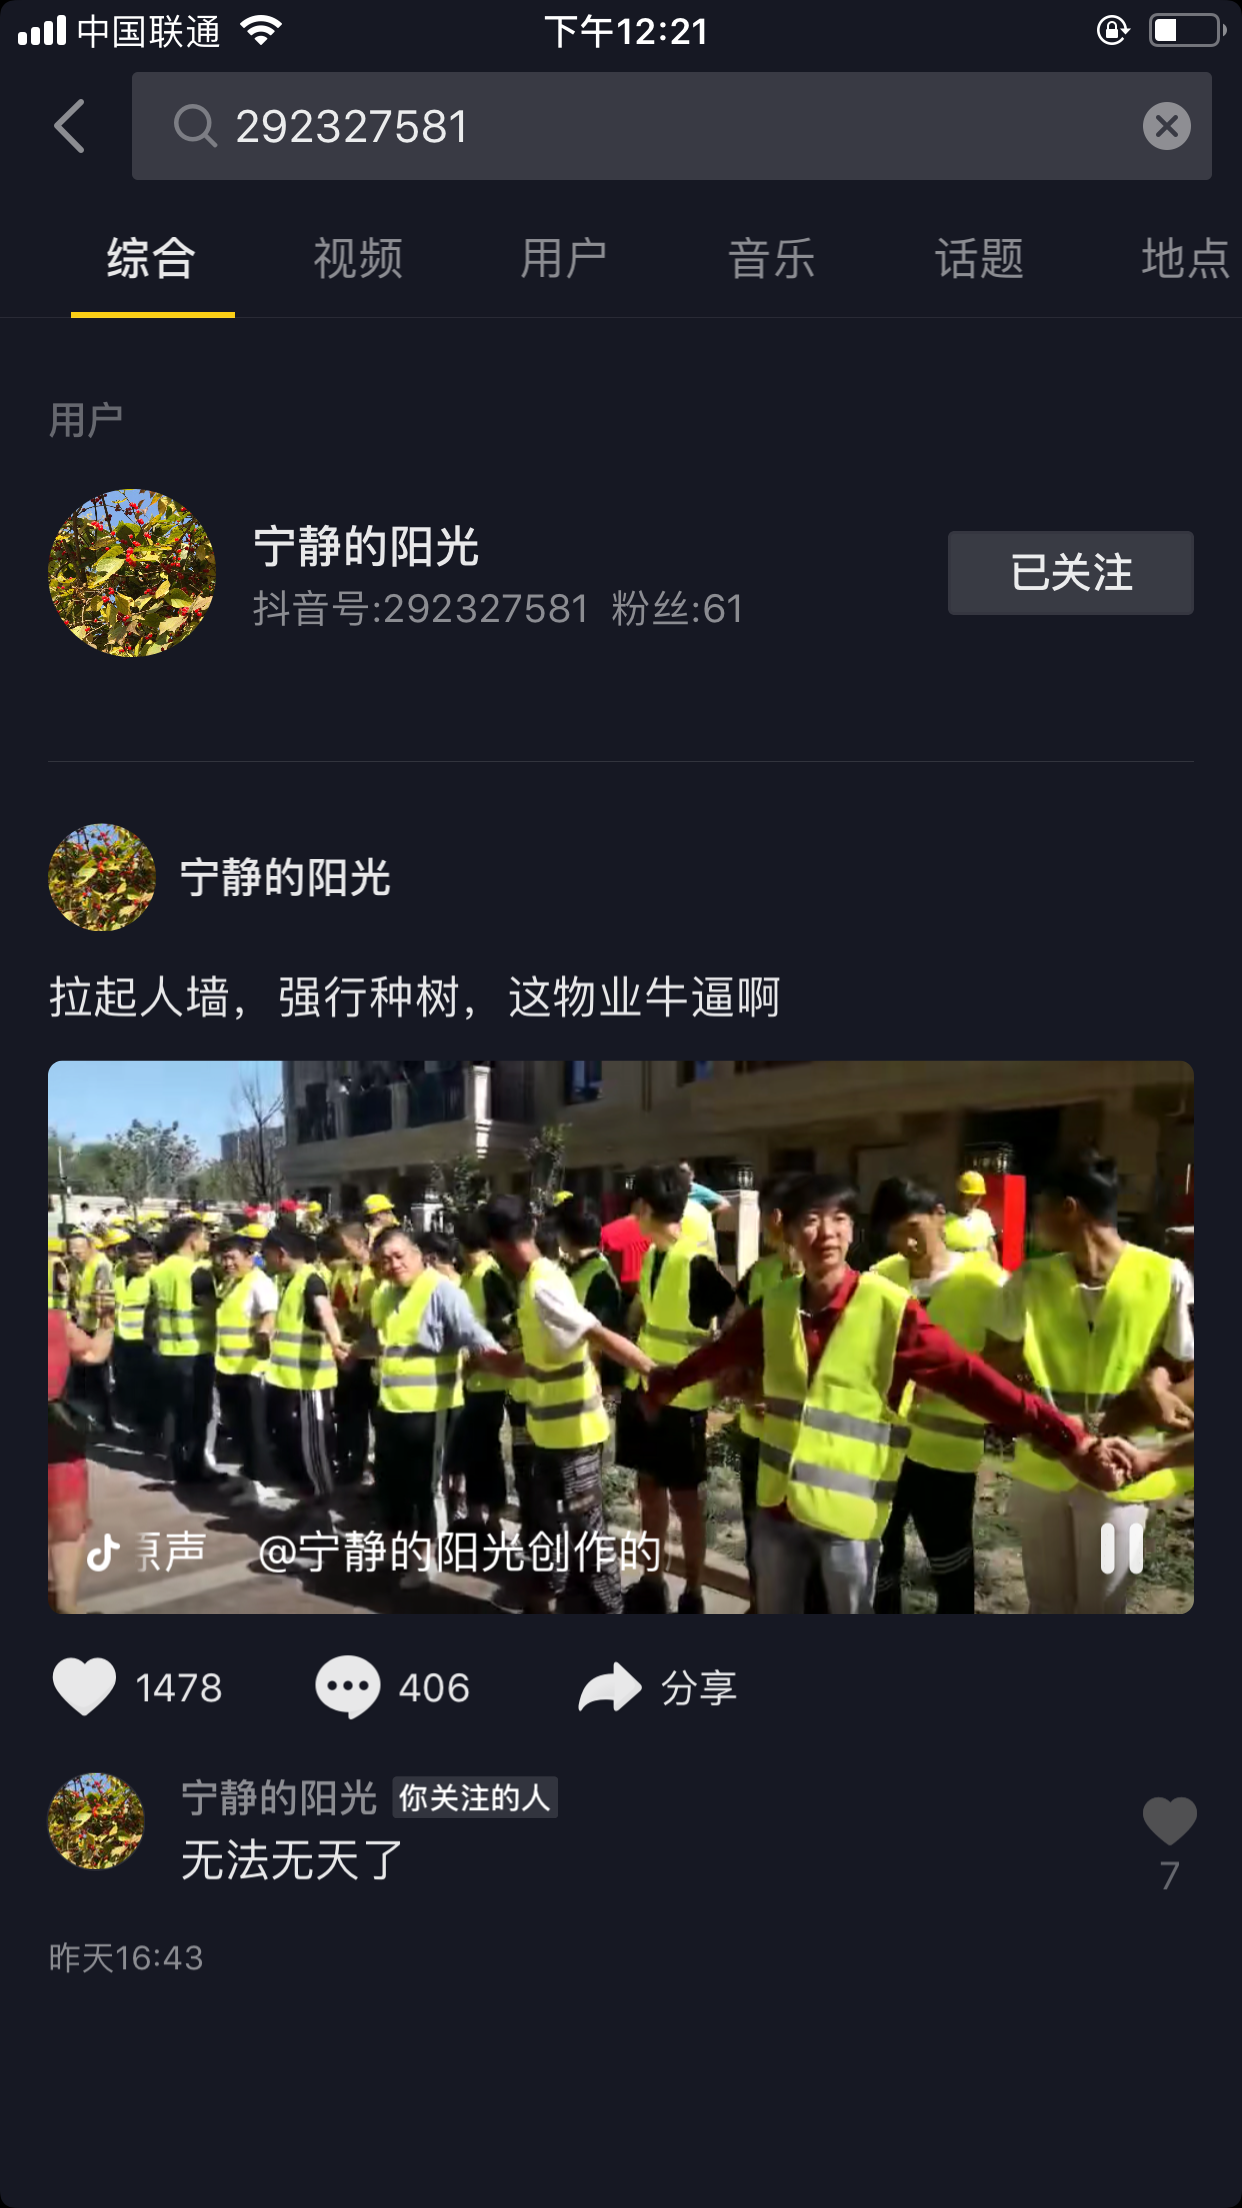 中国联通 下午12:21
292327581
综合 视频 用户 音乐 话题 地点
用户
宁静的阳光
抖音号:292327581 粉丝:61
已关注
宁静的阳光
拉起人墙，强行种树，这物业牛逼啊
原声 @宁静的阳光创作的
1478 406 分享
宁静的阳光 你关注的人
无法无天了
7
昨天16:43